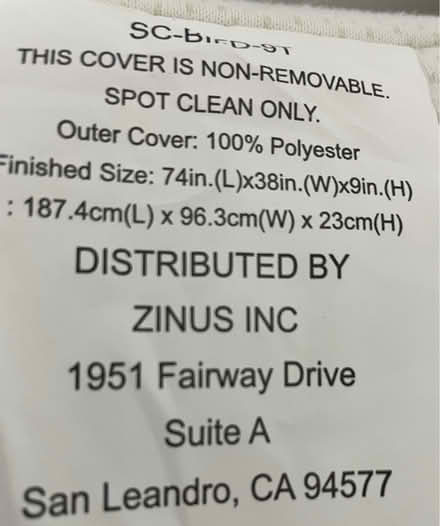 THIS COVER IS NON-REMOVABLE.
SPOT CLEAN ONLY.
Outer Cover: 100% Polyester
Finished Size: 74in.(L)x38in.(W)x9in.(H)
: 187.4cm(L) x 96.3cm(W) x 23cm(H)
DISTRIBUTED BY
ZINUS INC
1951 Fairway Drive
Suite A
San Leandro, CA 94577